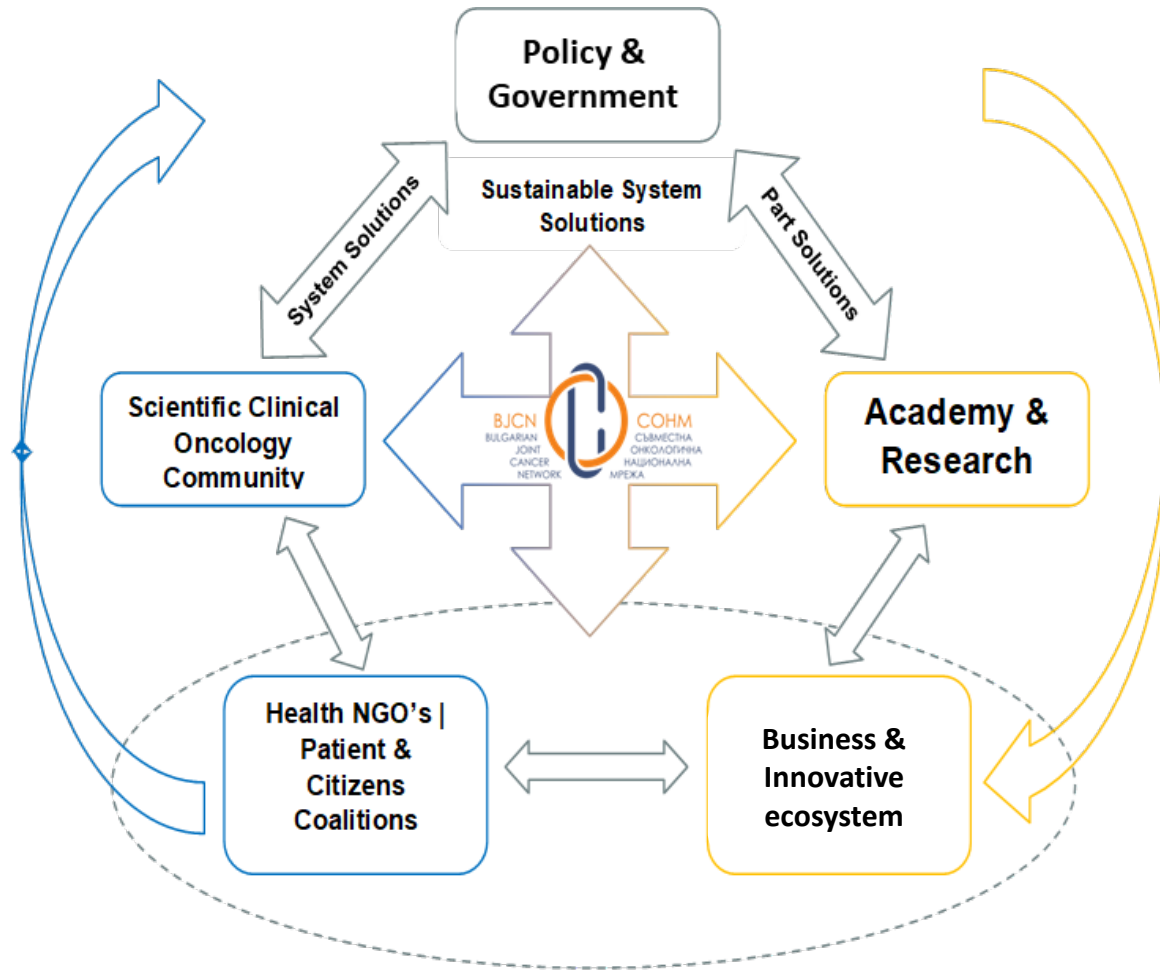 Policy &
Government
Sustainable System
Solutions
System Solutions
Part Solutions
Scientific Clinical
Oncology
Community
BJCN
BULGARIAN
JOINT
CANCER
NETWORK
СОНМ
СЪВМЕСТНА
ОНКОЛОГИЧНА
НАЦИОНАЛНА
МРЕЖА
Academy &
Research
Health NGO’s |
Patient &
Citizens
Coalitions
Business &
Innovative
ecosystem